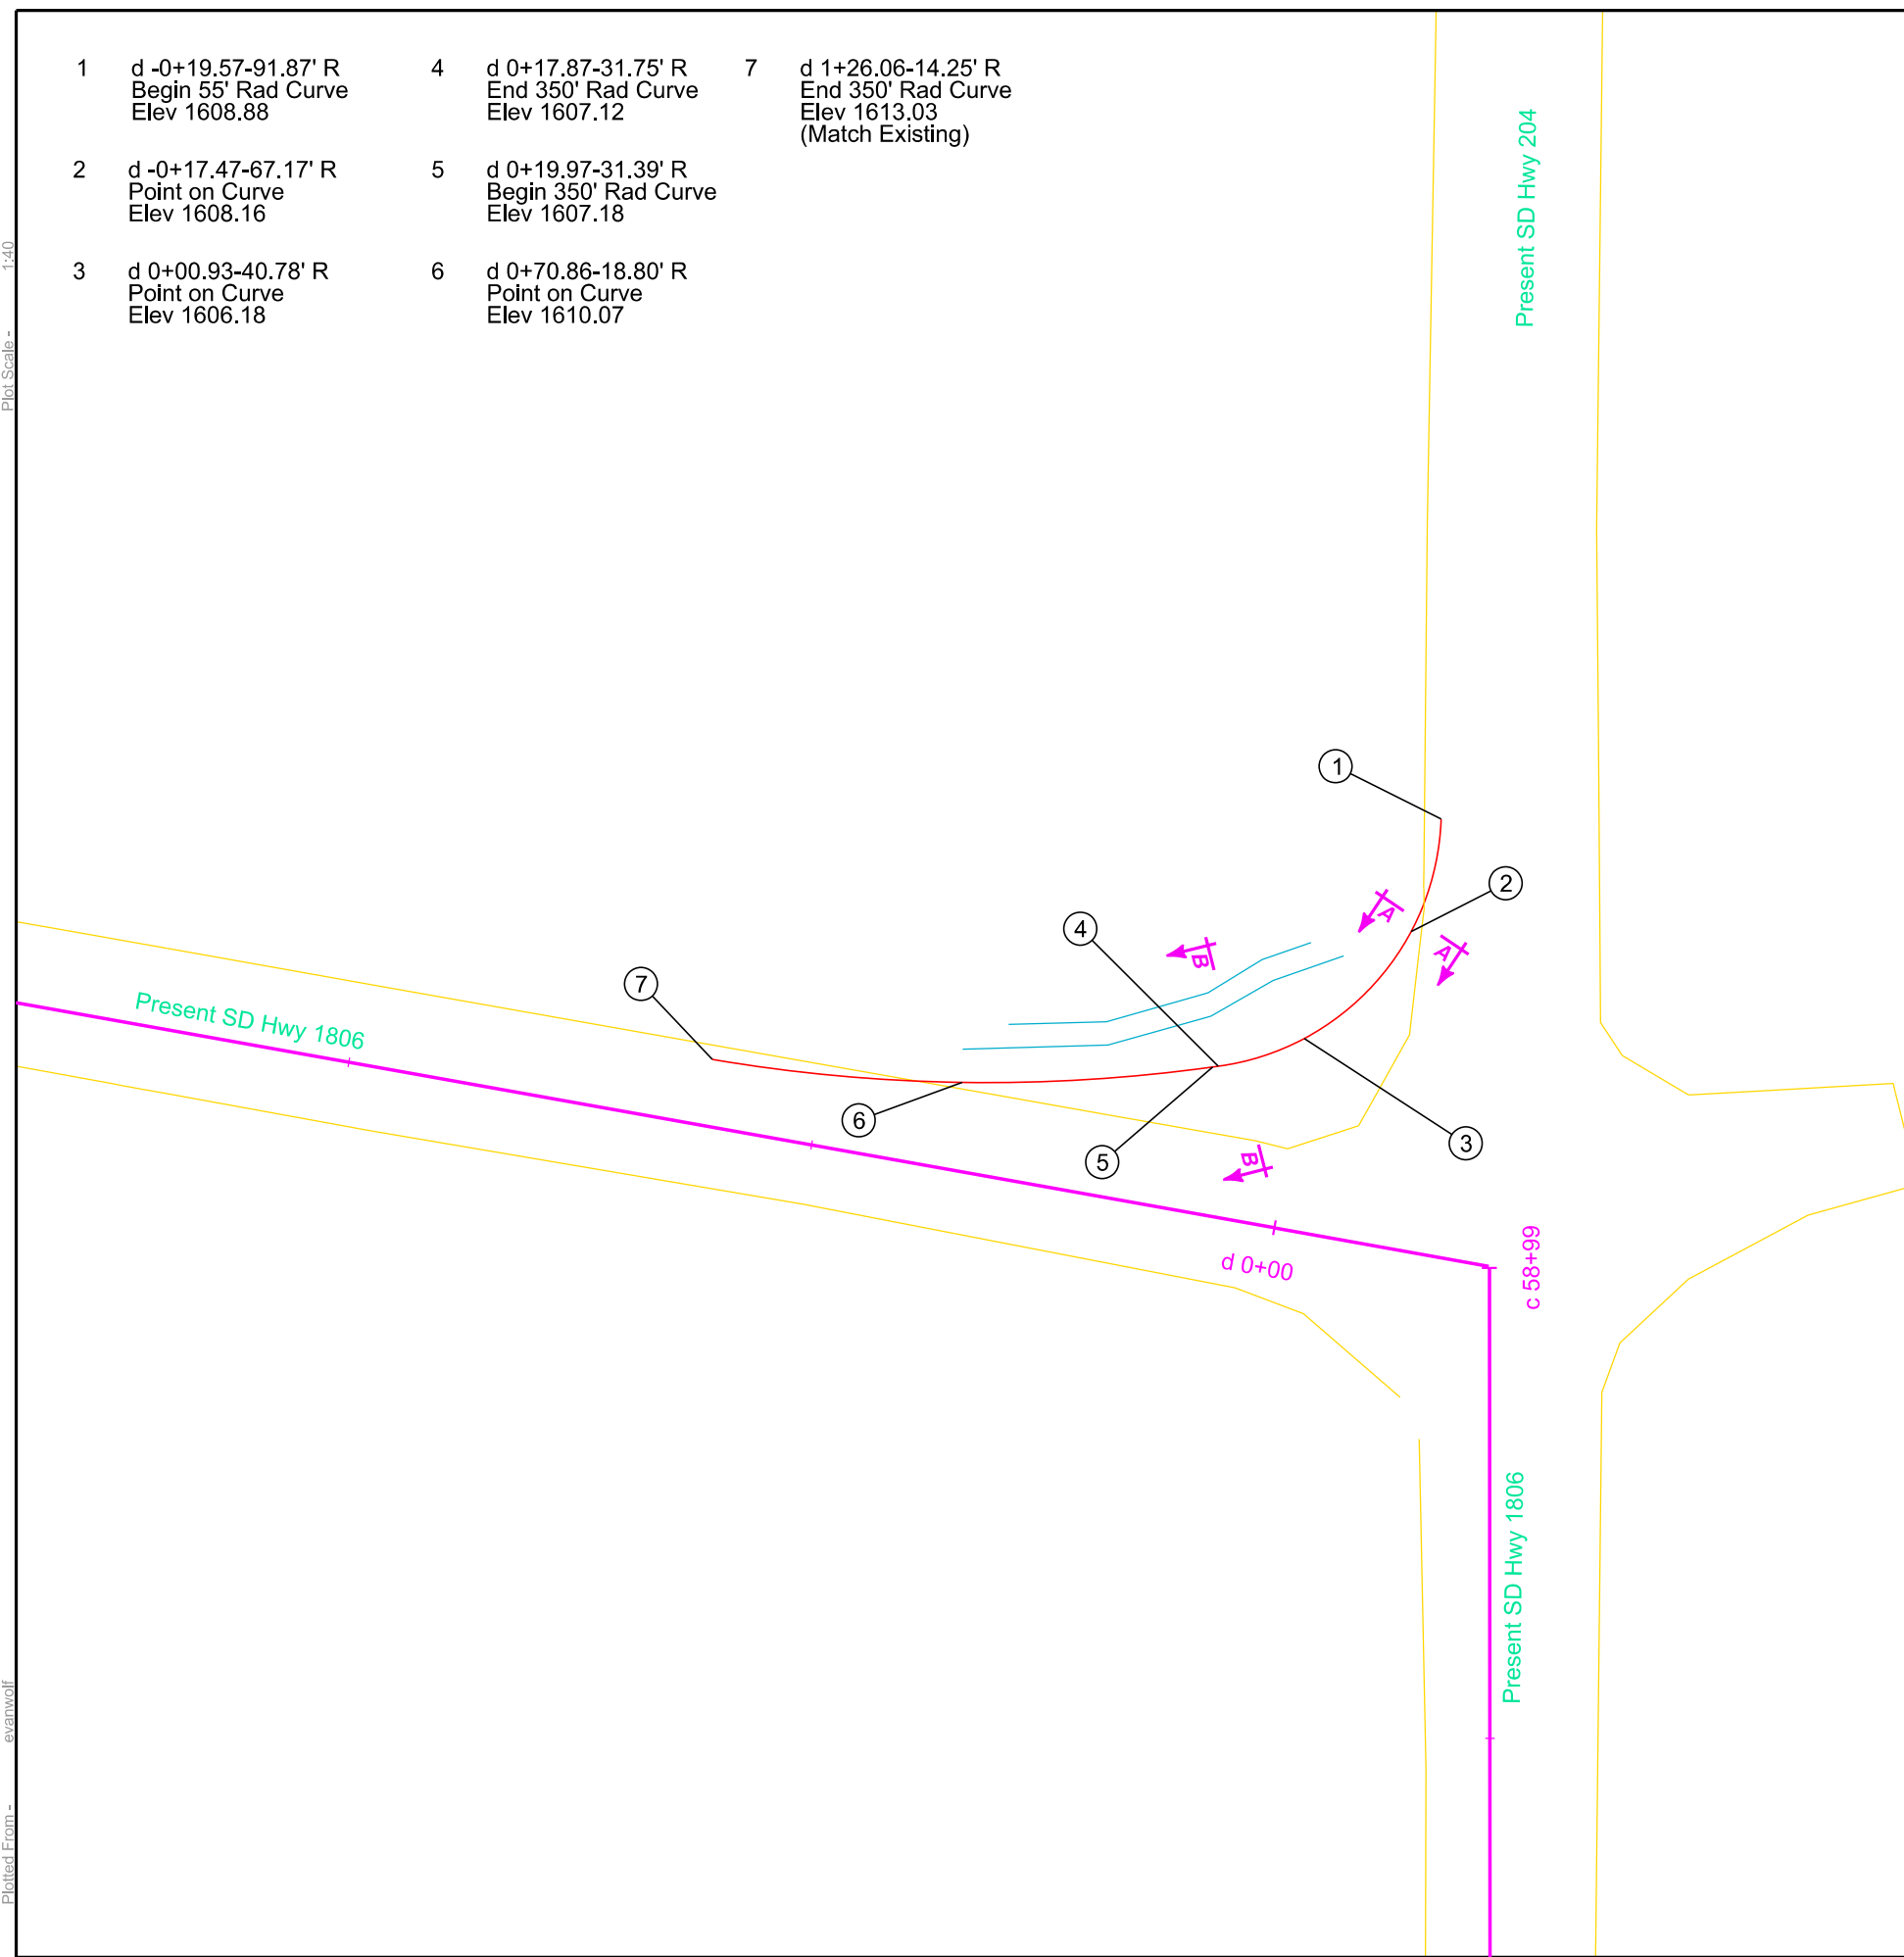 1 d -0+19.57-91.87' R
Begin 55' Rad Curve
Elev 1608.88
2 d -0+17.47-67.17' R
Point on Curve
Elev 1608.16
3 d 0+00.93-40.78' R
Point on Curve
Elev 1606.18
4 d 0+17.87-31.75' R
End 350' Rad Curve
Elev 1607.12
5 d 0+19.97-31.39' R
Begin 350' Rad Curve
Elev 1607.18
6 d 0+70.86-18.80' R
Point on Curve
Elev 1610.07
7 d 1+26.06-14.25' R
End 350' Rad Curve
Elev 1613.03
(Match Existing)
Present SD Hwy 204
Plot Scale - 1:40
1
2
A
A
4
B
7
Present SD Hwy 1806
6
5
3
B
d 0+00
c 58+99
Present SD Hwy 1806
Plotted From - evanwolf